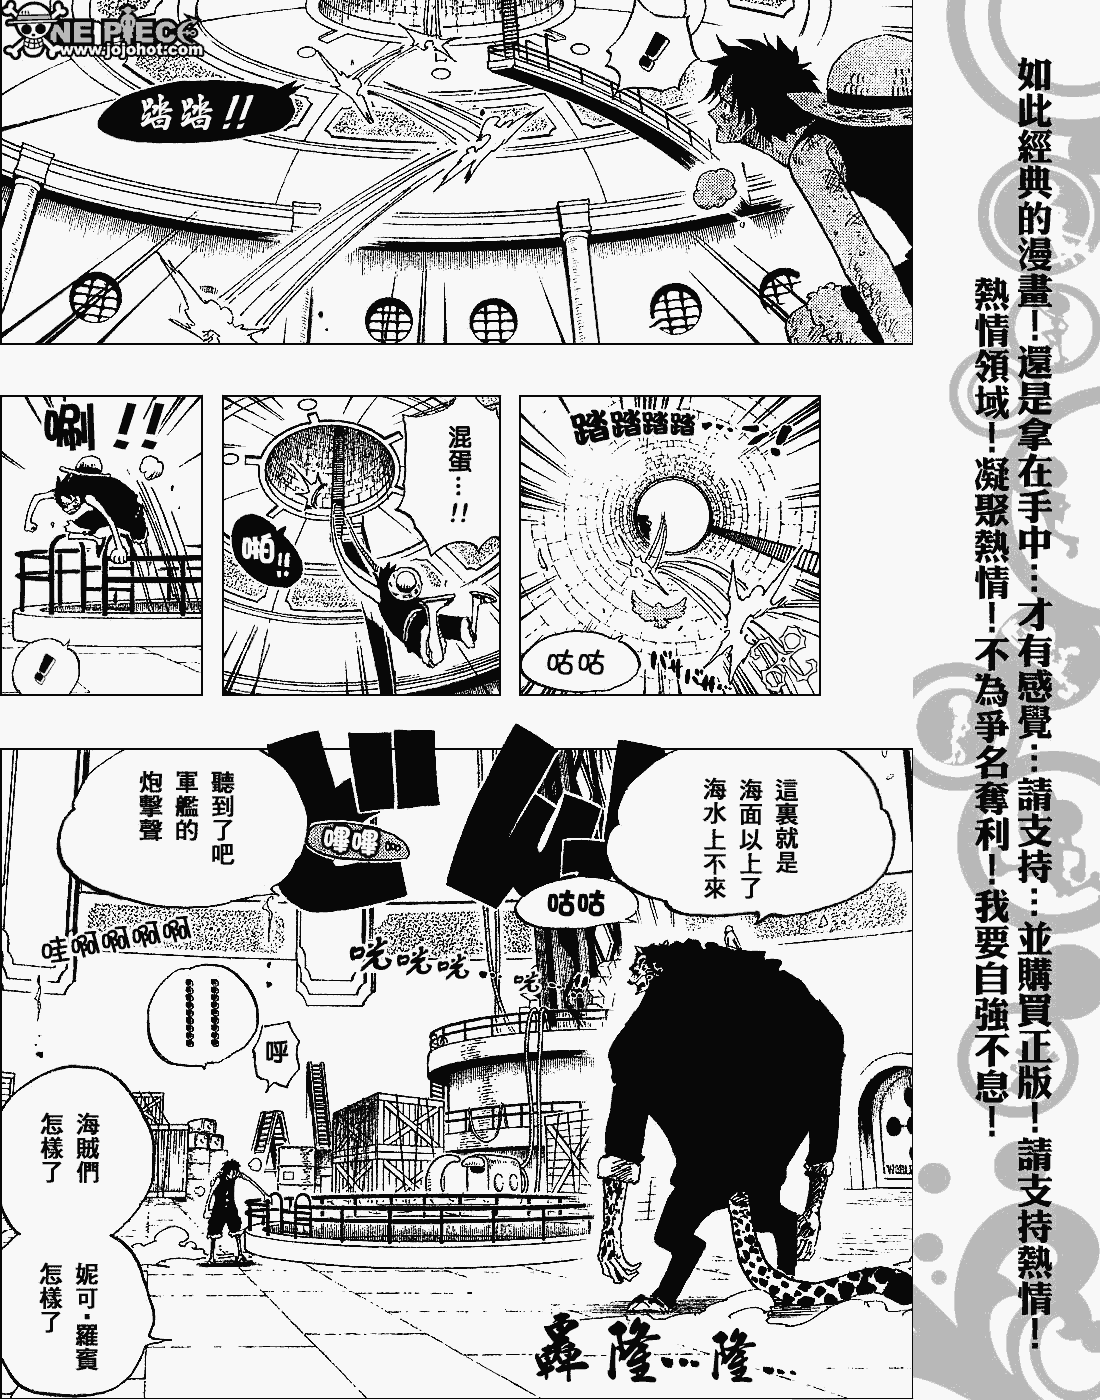 ONE PIECE
www.jojohot.com
!
踏踏!!
踏踏踏踏…!!
咕咕
混蛋…!!
啪!!
!!
!
這裏就是
海面以上了
海水上不來
咕咕
嗶嗶
聽到了吧
軍艦的
炮擊聲
哇啊啊啊啊
咣咣咣…
咣…
呼
海賊們
怎樣了
妮可·羅賓
怎樣了
WORLD
轟隆…隆…
如此經典的漫畫！還是拿在手中…才有感覺…請支持…並購買正版！請支持熱情！
熱情領域！凝聚熱情！不為爭名奪利！我要自強不息！